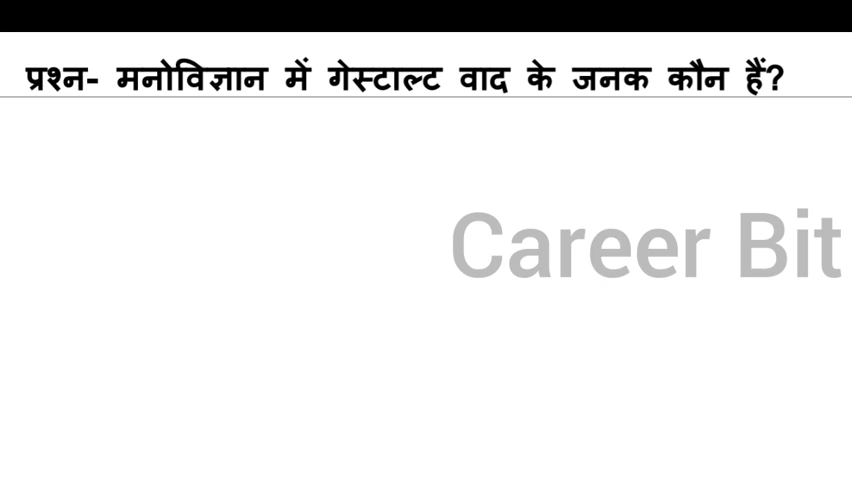 प्रश्न- मनोविज्ञान में गेस्टाल्ट वाद के जनक कौन हैं?
Career Bit